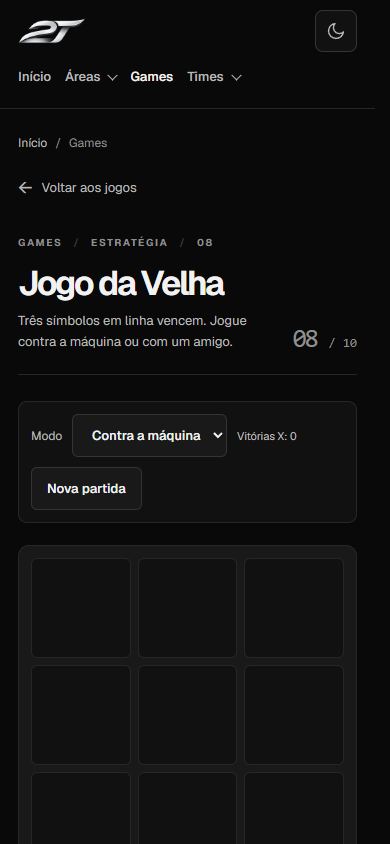 2T
Início Áreas Games Times
Início / Games
← Voltar aos jogos
GAMES / ESTRATÉGIA / 08
Jogo da Velha
Três símbolos em linha vencem. Jogue
contra a máquina ou com um amigo.
08 / 10
Modo Contra a máquina Vitórias X: 0
Nova partida